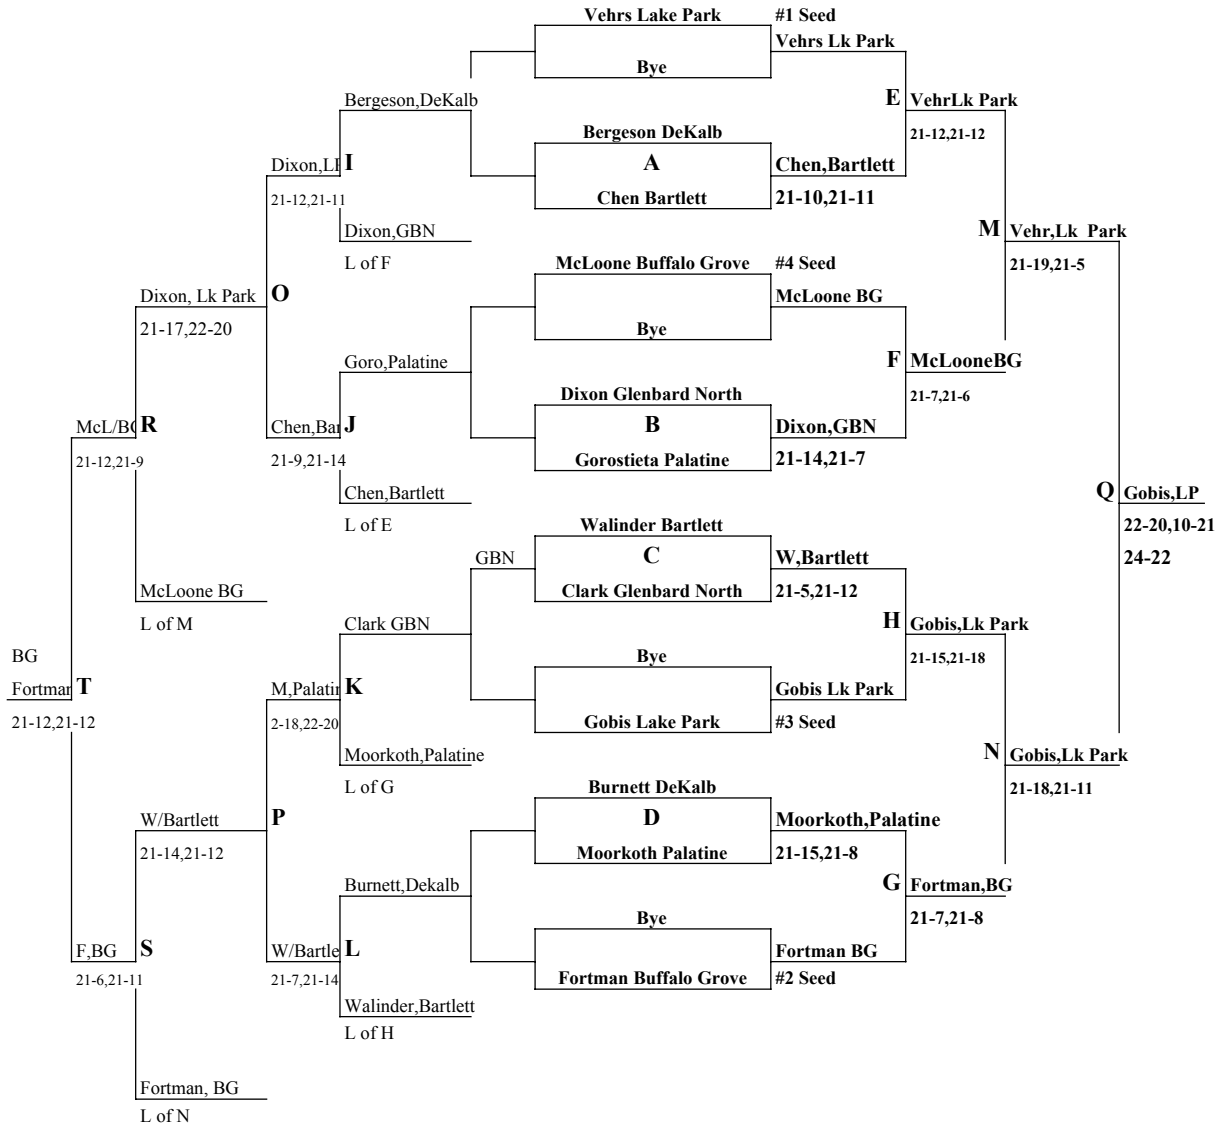 Vehrs Lake Park #1 Seed
Vehrs Lk Park
Bye
Bergeson,DeKalb
E VehrLk Park
21-12,21-12
Bergeson DeKalb
Dixon,LP I
A
Chen,Bartlett
21-12,21-11
Chen Bartlett
21-10,21-11
Dixon,GBN
L of F
M Vehr,Lk Park
21-19,21-5
McLoone Buffalo Grove #4 Seed
Dixon, Lk Park O
McLoone BG
21-17,22-20
Bye
Goro,Palatine
F McLooneBG
21-7,21-6
Dixon Glenbard North
McL/BG R
Chen,Bar J
B
Dixon,GBN
21-12,21-9
21-9,21-14
Gorostieta Palatine
21-14,21-7
Chen,Bartlett
L of E
Q Gobis,LP
22-20,10-21
24-22
Walinder Bartlett
GBN
C
W,Bartlett
McLoone BG
L of M
Clark Glenbard North
21-5,21-12
Clark GBN
H Gobis,Lk Park
21-15,21-18
BG
Bye
Fortman T
M,Palatin K
Gobis Lk Park
21-12,21-12
2-18,22-20
Gobis Lake Park
#3 Seed
Moorkoth,Palatine
L of G
N Gobis,Lk Park
21-18,21-11
Burnett DeKalb
W/Bartlett P
D
Moorkoth,Palatine
21-14,21-12
Moorkoth Palatine
21-15,21-8
Burnett,Dekalb
G Fortman,BG
21-7,21-8
Bye
F,BG S
W/Bartle L
Fortman BG
21-6,21-11
21-7,21-14
Fortman Buffalo Grove
#2 Seed
Walinder,Bartlett
L of H
Fortman, BG
L of N